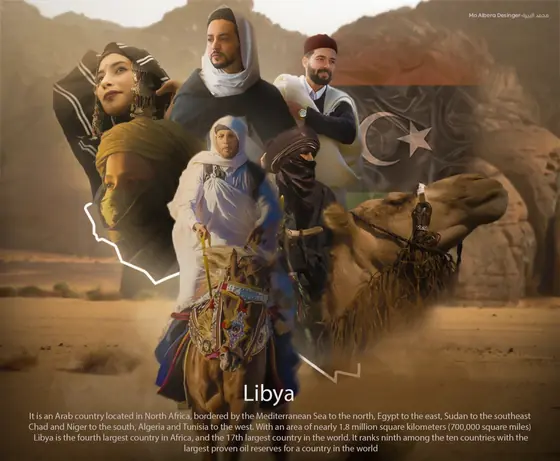 Mo.Albera Desinger-محمد البيرة
Libya
It is an Arab country located in North Africa, bordered by the Mediterranean Sea to the north, Egypt to the east, Sudan to the southeast
Chad and Niger to the south, Algeria and Tunisia to the west. With an area of nearly 1.8 million square kilometers (700,000 square miles)
Libya is the fourth largest country in Africa, and the 17th largest country in the world. It ranks ninth among the ten countries with the
largest proven oil reserves for a country in the world